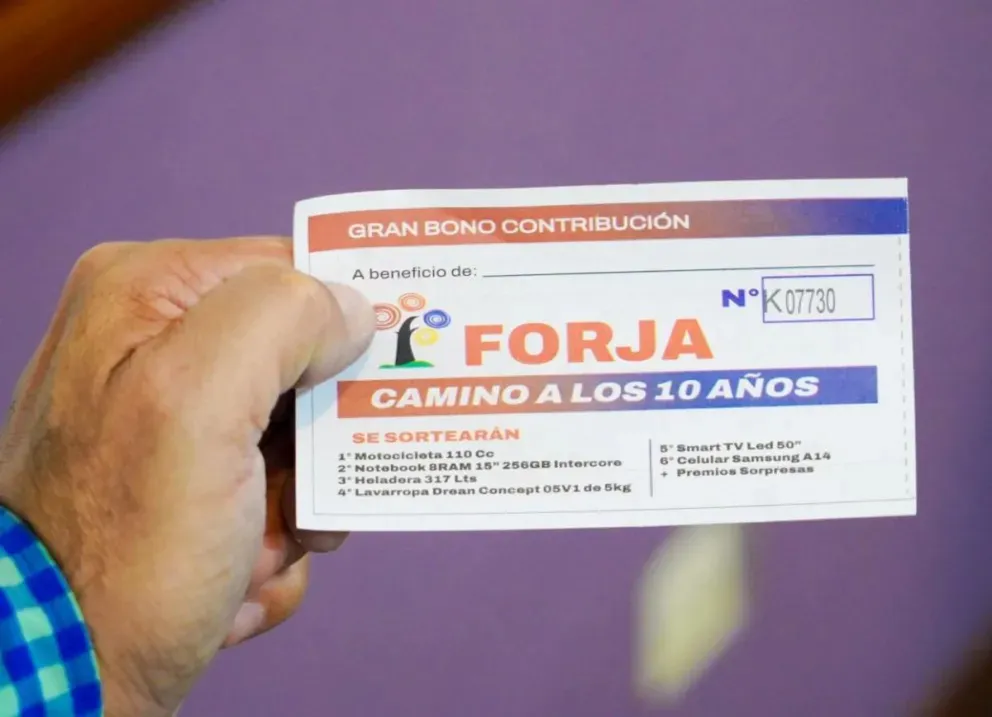 GRAN BONO CONTRIBUCIÓN
A beneficio de:
N° K 07730
FORJA
CAMINO A LOS 10 AÑOS
SE SORTEARÁN
1° Motocicleta 110 Cc
2° Notebook 8RAM 15" 256GB Intercore
3° Heladera 317 Lts
4° Lavarropa Drean Concept 05V1 de 5kg
5° Smart TV Led 50"
6° Celular Samsung A14
+ Premios Sorpresas